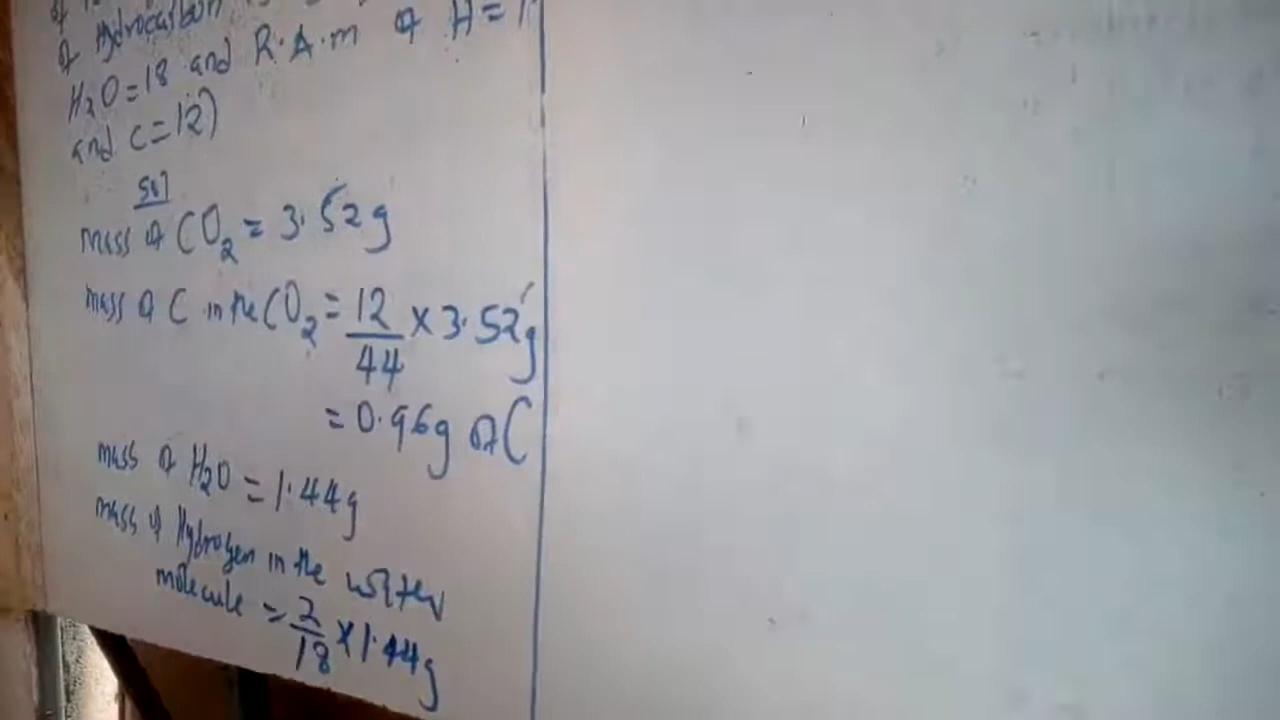 of Hydrocarbon
H2O=18 and R.A.m of H=1
and C=12)
Sol
mass of CO2 = 3.52g
mass of C in the CO2 = 12/44 x 3.52g
= 0.96g of C
mass of H2O = 1.44g
mass of Hydrogen in the water
molecule = 2/18 x 1.44g